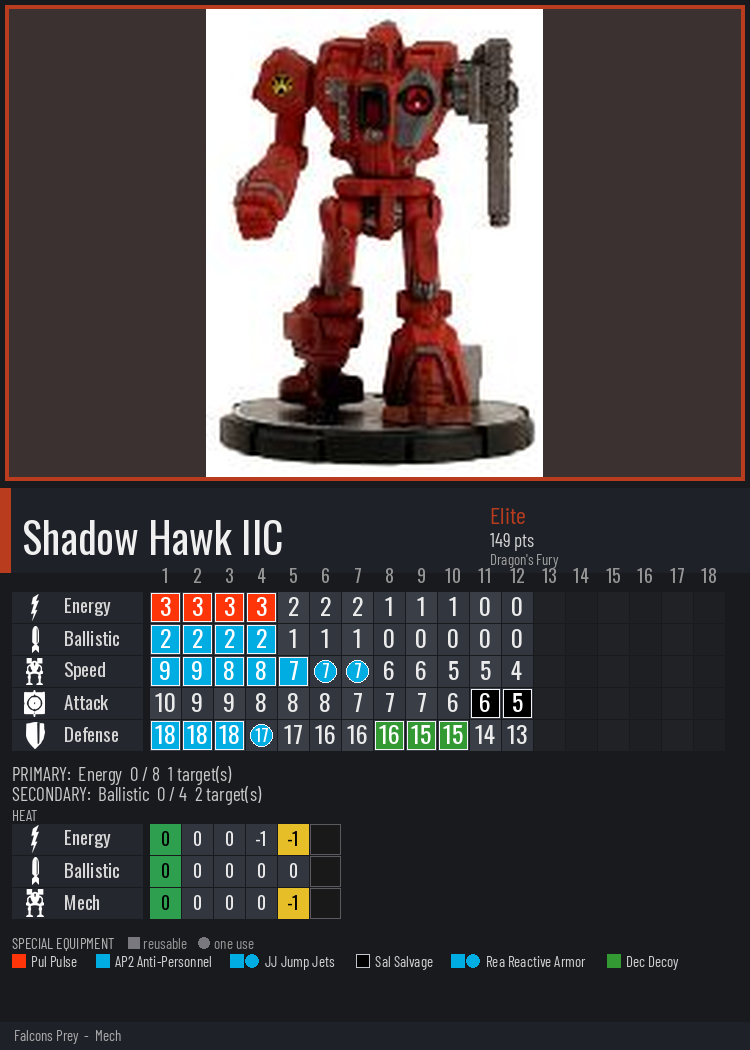 Shadow Hawk IIC
Elite
149 pts
Dragon's Fury
1 2 3 4 5 6 7 8 9 10 11 12 13 14 15 16 17 18
Energy 3 3 3 3 2 2 2 1 1 1 0 0
Ballistic 2 2 2 2 1 1 1 0 0 0 0 0
Speed 9 9 8 8 7 7 7 6 6 5 5 4
Attack 10 9 9 8 8 8 7 7 7 6 6 5
Defense 18 18 18 17 17 16 16 16 15 15 14 13
PRIMARY: Energy 0 / 8 1 target(s)
SECONDARY: Ballistic 0 / 4 2 target(s)
HEAT
Energy 0 0 0 -1 -1
Ballistic 0 0 0 0 0
Mech 0 0 0 0 -1
SPECIAL EQUIPMENT reusable one use
Pul Pulse AP2 Anti-Personnel JJ Jump Jets Sal Salvage Rea Reactive Armor Dec Decoy
Falcons Prey - Mech